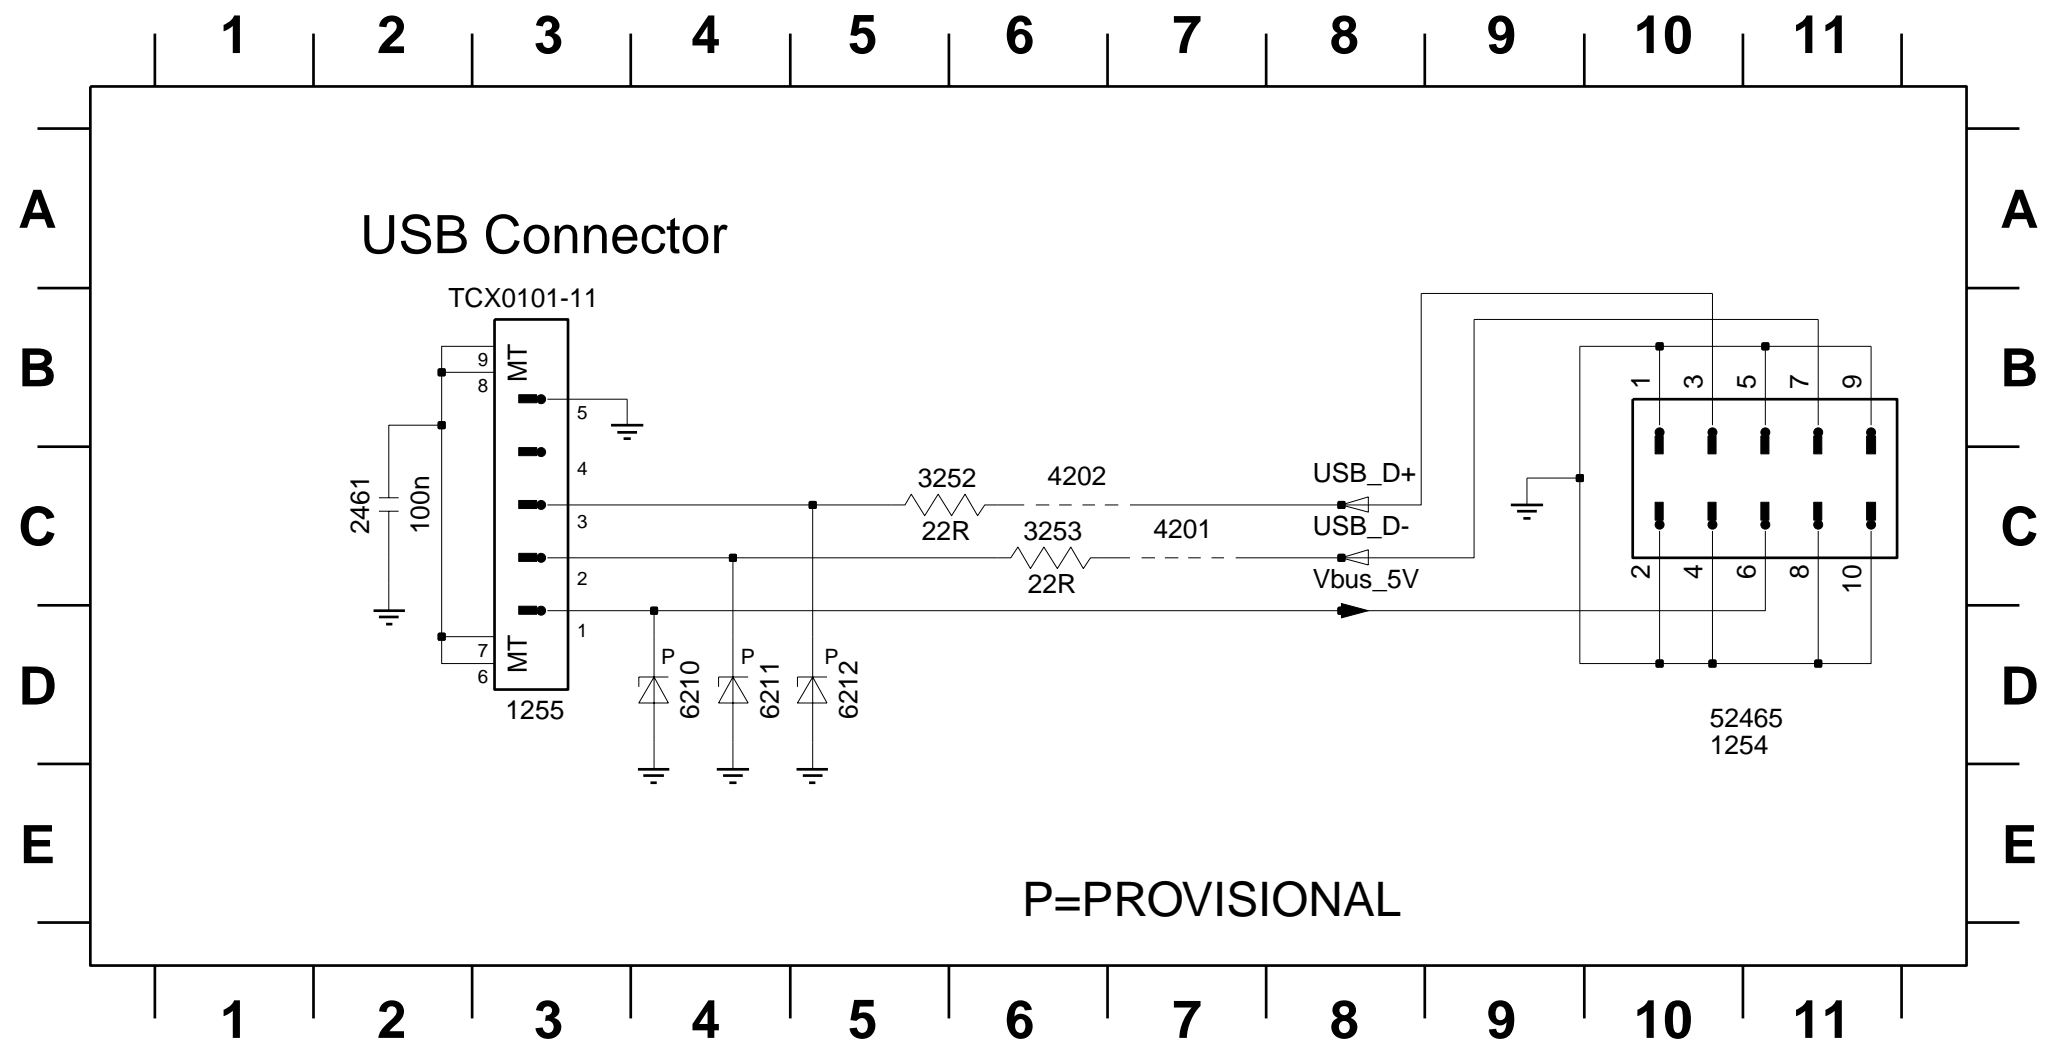 1 2 3 4 5 6 7 8 9 10 11
A A
USB Connector
TCX0101-11
B B
9
MT
8
5
1 3 5 7 9
4
3252 4202 USB_D+
C C
2461
100n
3
22R 3253 4201 USB_D-
2
22R Vbus_5V
2 4 6 8 10
1
7
MT
6
P P P
D D
6210 6211 6212
1255
52465
1254
E E
P=PROVISIONAL
1 2 3 4 5 6 7 8 9 10 11